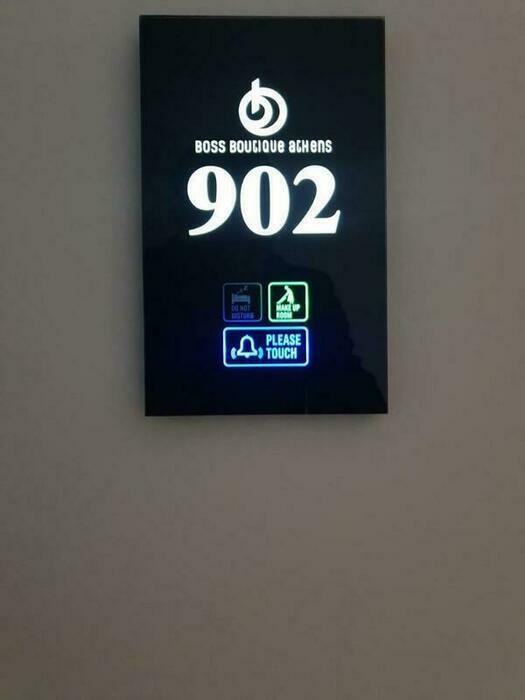 BOSS BOUTIQUE ATHENS
902
DO NOT DISTURB
MAKE UP ROOM
PLEASE TOUCH